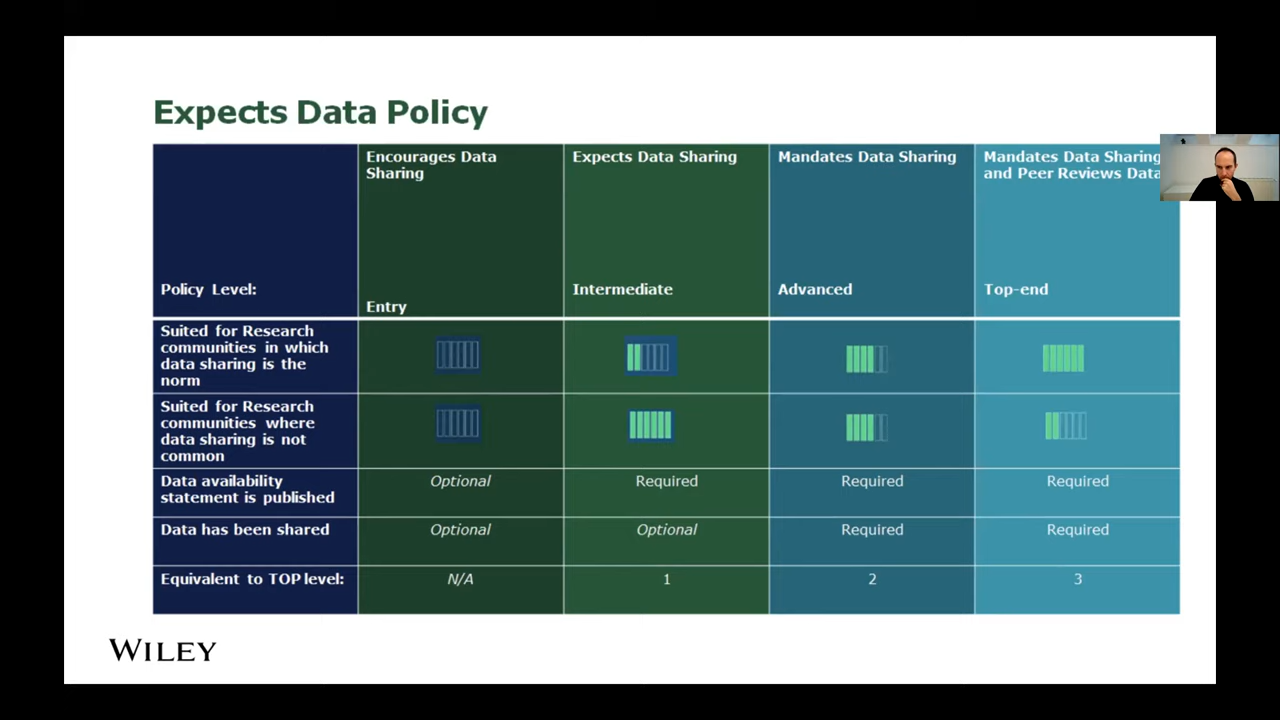 Expects Data Policy
Encourages Data
Sharing
Expects Data Sharing
Mandates Data Sharing
Mandates Data Sharing
and Peer Reviews Data
Policy Level:
Entry
Intermediate
Advanced
Top-end
Suited for Research
communities in which
data sharing is the
norm
Suited for Research
communities where
data sharing is not
common
Data availability
statement is published
Optional
Required
Required
Required
Data has been shared
Optional
Optional
Required
Required
Equivalent to TOP level:
N/A
1
2
3
WILEY